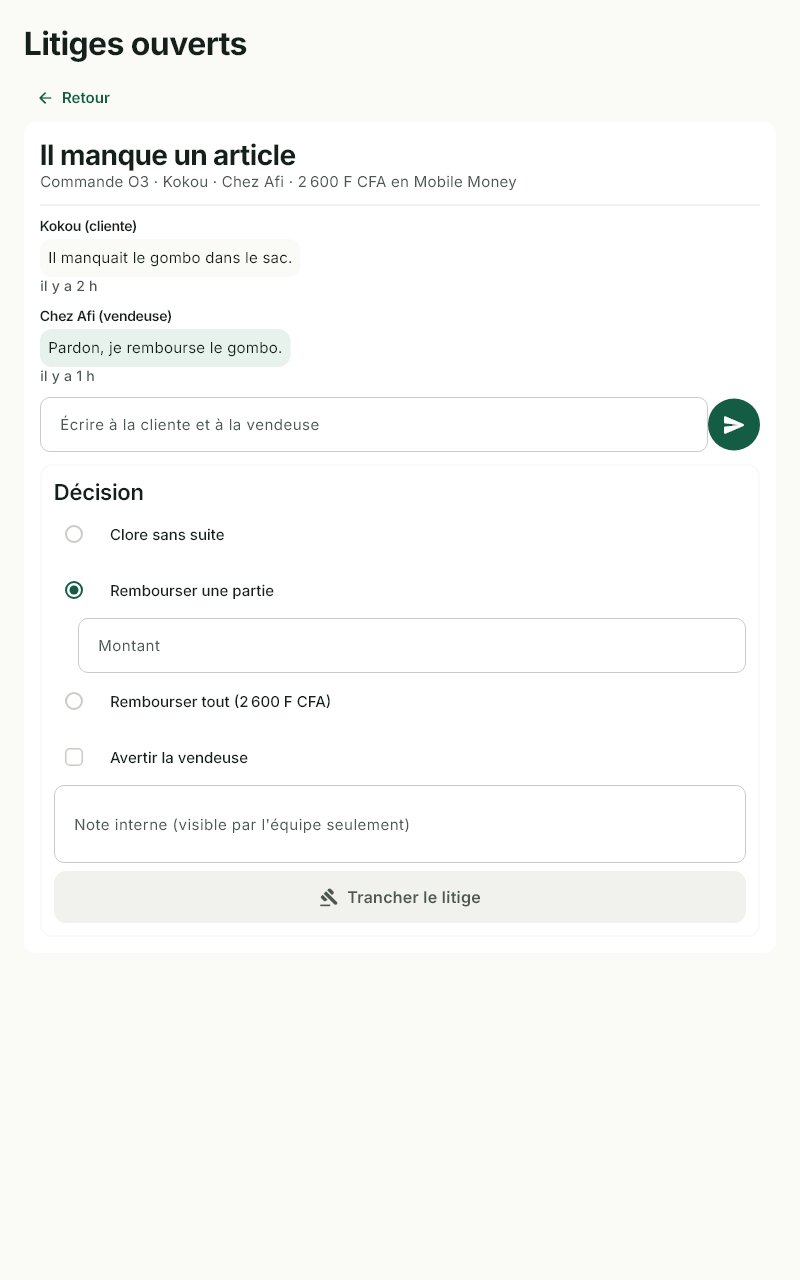 Litiges ouverts
Retour
Il manque un article
Commande O3 · Kokou · Chez Afi · 2 600 F CFA en Mobile Money
Kokou (cliente)
Il manquait le gombo dans le sac.
il y a 2 h
Chez Afi (vendeuse)
Pardon, je rembourse le gombo.
il y a 1 h
Écrire à la cliente et à la vendeuse
Décision
Clore sans suite
Rembourser une partie
Montant
Rembourser tout (2 600 F CFA)
Avertir la vendeuse
Note interne (visible par l'équipe seulement)
Trancher le litige